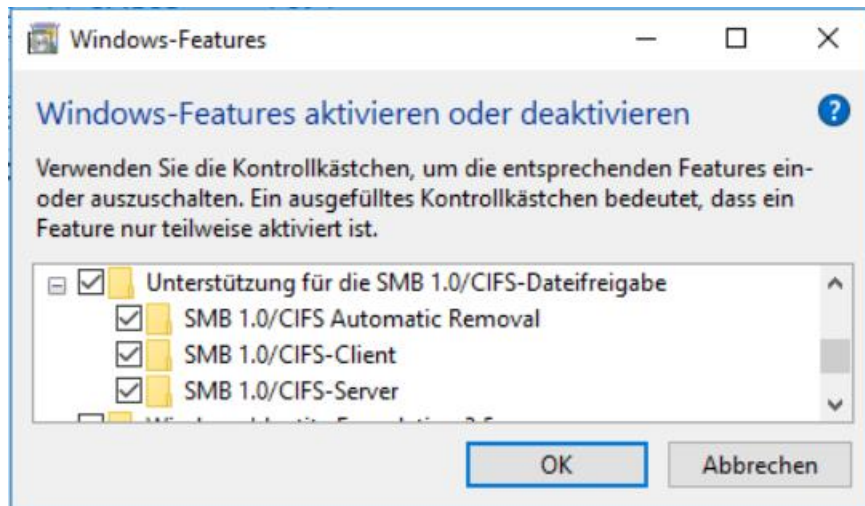 Windows-Features
Windows-Features aktivieren oder deaktivieren
Verwenden Sie die Kontrollkästchen, um die entsprechenden Features ein-
oder auszuschalten. Ein ausgefülltes Kontrollkästchen bedeutet, dass ein
Feature nur teilweise aktiviert ist.
Unterstützung für die SMB 1.0/CIFS-Dateifreigabe
SMB 1.0/CIFS Automatic Removal
SMB 1.0/CIFS-Client
SMB 1.0/CIFS-Server
OK
Abbrechen